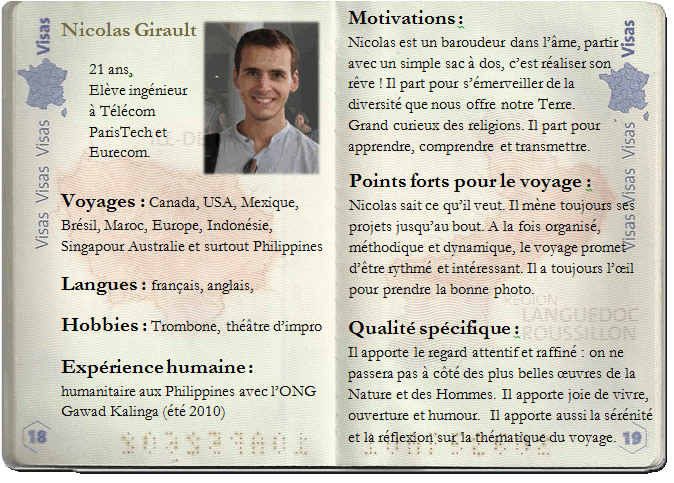 Nicolas Girault
21 ans,
Elève ingénieur
à Télécom
ParisTech et
Eurecom.
Voyages : Canada, USA, Mexique,
Brésil, Maroc, Europe, Indonésie,
Singapour Australie et surtout Philippines
Langues : français, anglais,
Hobbies : Trombone, théâtre d’impro
Expérience humaine :
humanitaire aux Philippines avec l’ONG
Gawad Kalinga (été 2010)
18
Visas Visas Visas Visas
Motivations :
Nicolas est un baroudeur dans l’âme, partir
avec un simple sac à dos, c’est réaliser son
rêve ! Il part pour s’émerveiller de la
diversité que nous offre notre Terre.
Grand curieux des religions. Il part pour
apprendre, comprendre et transmettre.
Points forts pour le voyage :
Nicolas sait ce qu’il veut. Il mène toujours ses
projets jusqu’au bout. A la fois organisé,
méthodique et dynamique, le voyage promet
d’être rythmé et intéressant. Il a toujours l’œil
pour prendre la bonne photo.
REGION
LANGUEDOC
ROUSSILLON
Qualité spécifique :
Il apporte le regard attentif et raffiné : on ne
passera pas à côté des plus belles œuvres de la
Nature et des Hommes. Il apporte joie de vivre,
ouverture et humour. Il apporte aussi la sérénité
et la réflexion sur la thématique du voyage.
19
Visas Visas Visas Visas